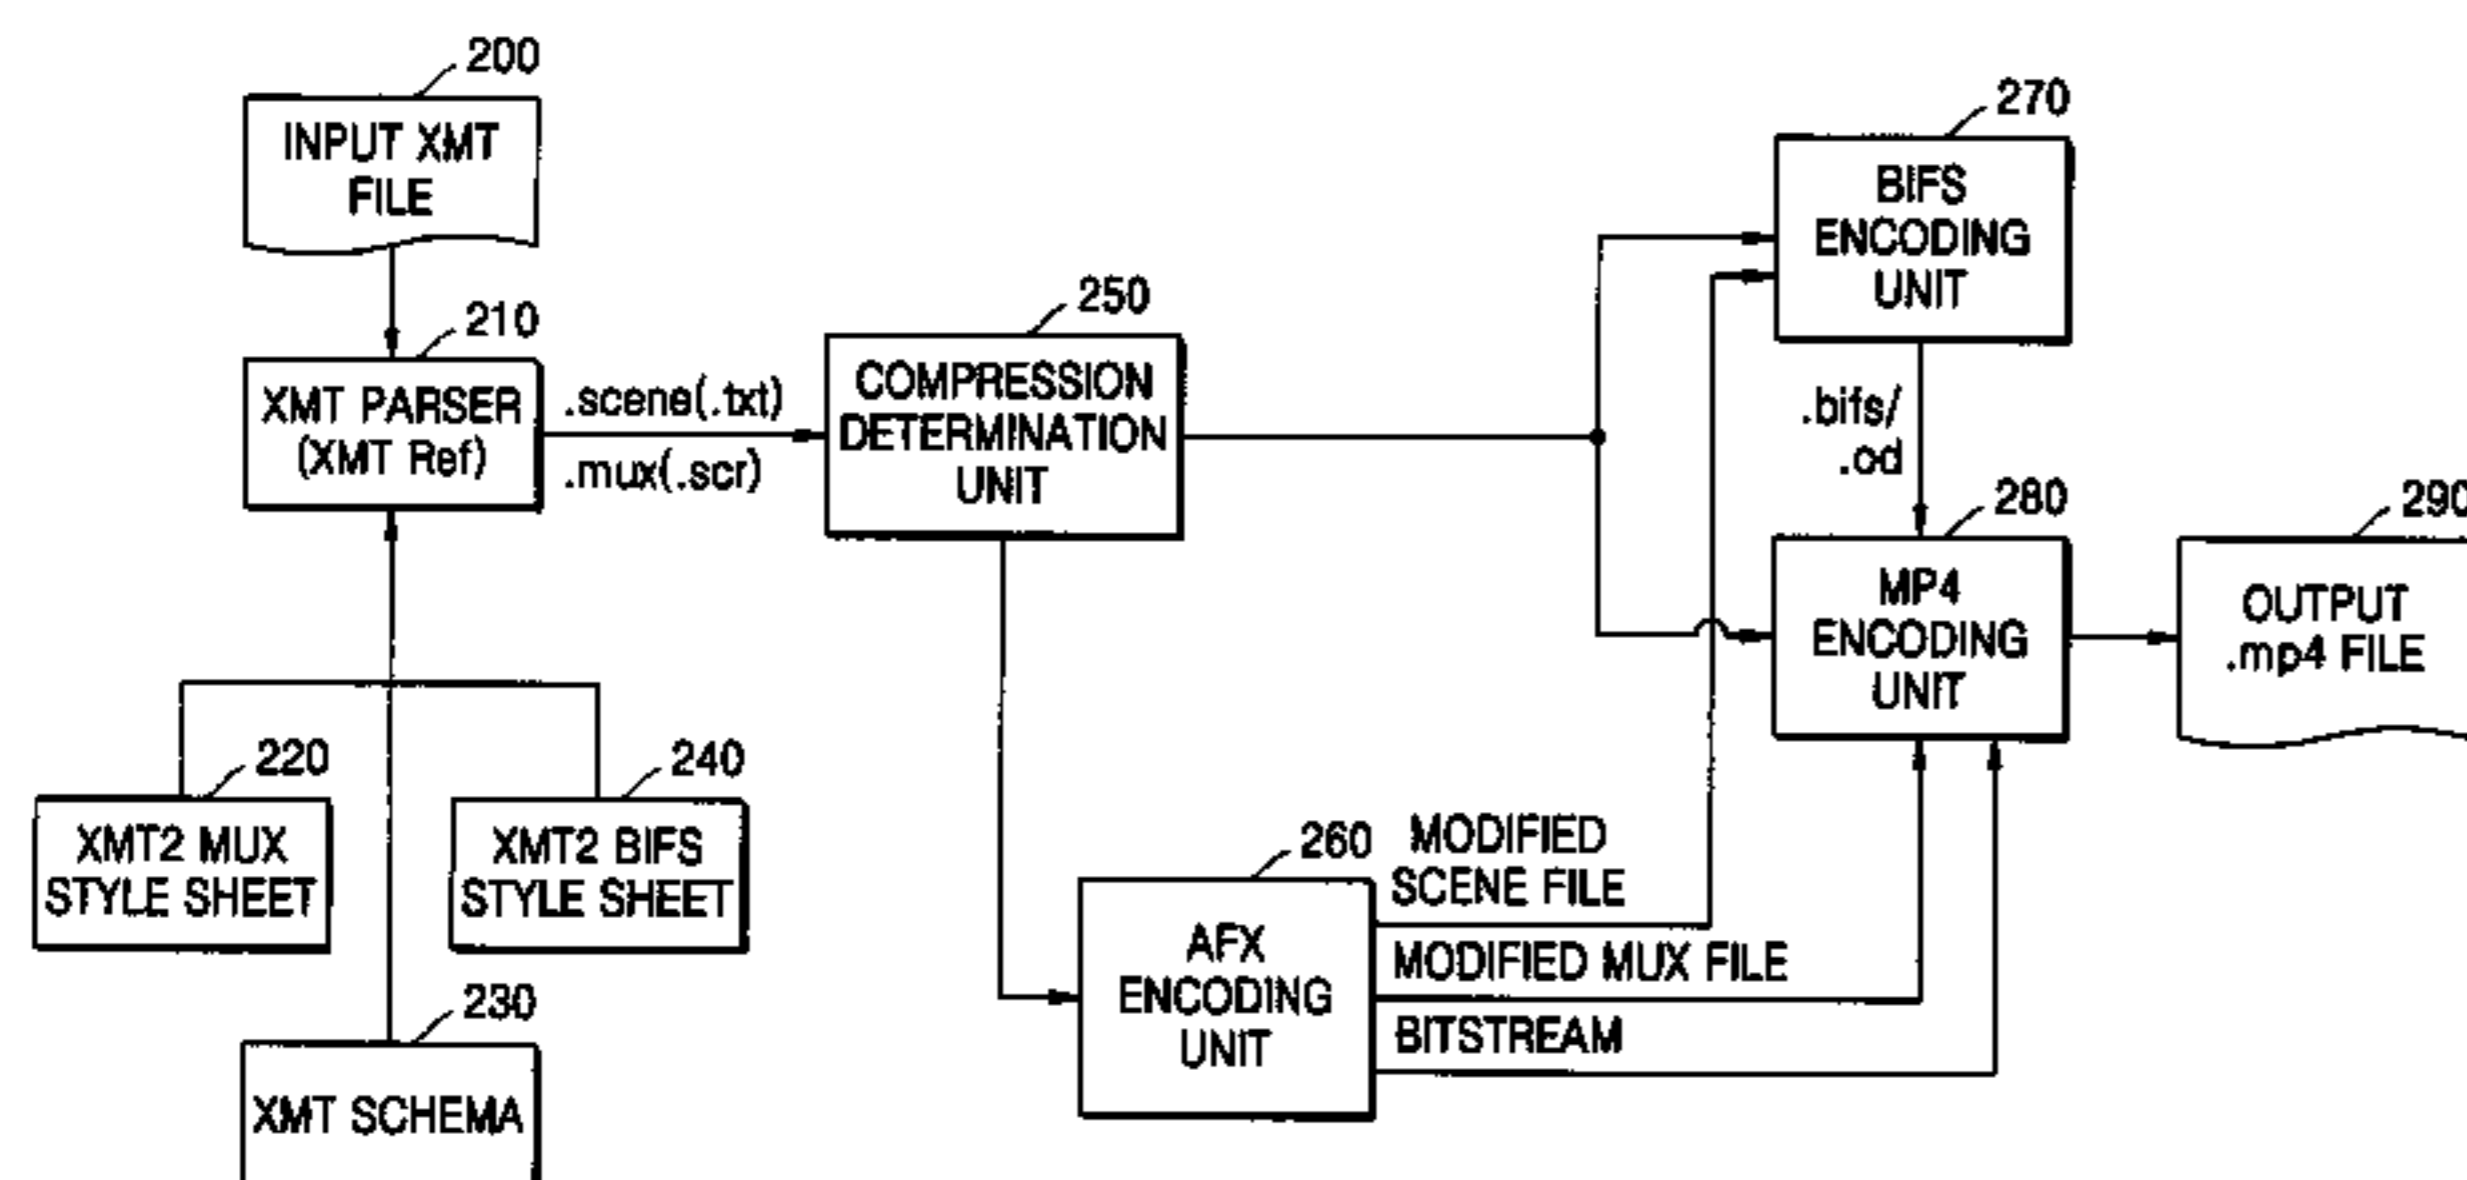 200
INPUT XMT
FILE
210
XMT PARSER
(XMT Ref)
.scene(.txt)
.mux(.scr)
220
XMT2 MUX
STYLE SHEET
240
XMT2 BIFS
STYLE SHEET
230
XMT SCHEMA
250
COMPRESSION
DETERMINATION
UNIT
260
AFX
ENCODING
UNIT
MODIFIED
SCENE FILE
MODIFIED MUX FILE
BITSTREAM
270
BIFS
ENCODING
UNIT
.bifs/
.od
280
MP4
ENCODING
UNIT
290
OUTPUT
.mp4 FILE